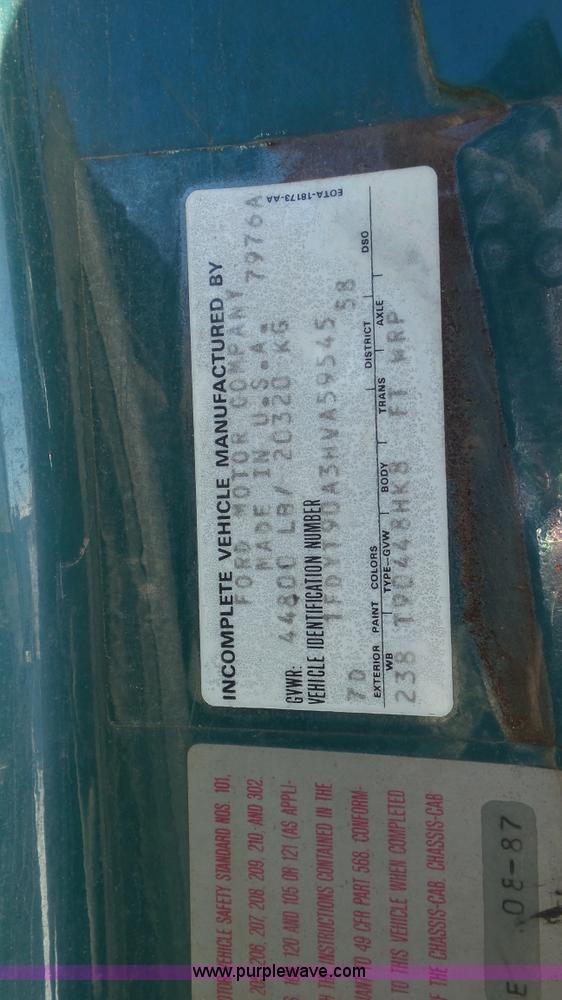 INCOMPLETE VEHICLE MANUFACTURED BY
FORD MOTOR COMPANY
MADE IN U.S.A. 7976A
GVWR: 44800 LB/ 20320 KG
VEHICLE IDENTIFICATION NUMBER
1FDYT90A3HVA59545
7D 58
EXTERIOR PAINT COLORS DISTRICT DSO
WB TYPE-GVW BODY TRANS AXLE
238 T90448HK8 FT WRP
EOTA-18173-AA
VEHICLE SAFETY STANDARD NOS. 101,
206, 207, 208, 209, 210, AND 302.
120 AND 105 OR 121 (AS APPLI-
INSTRUCTIONS CONTAINED IN THE
TO 49 CFR PART 568, CONFORM-
TO THIS VEHICLE WHEN COMPLETED
THE CHASSIS-CAB, CHASSIS-CAB
08-87
www.purplewave.com